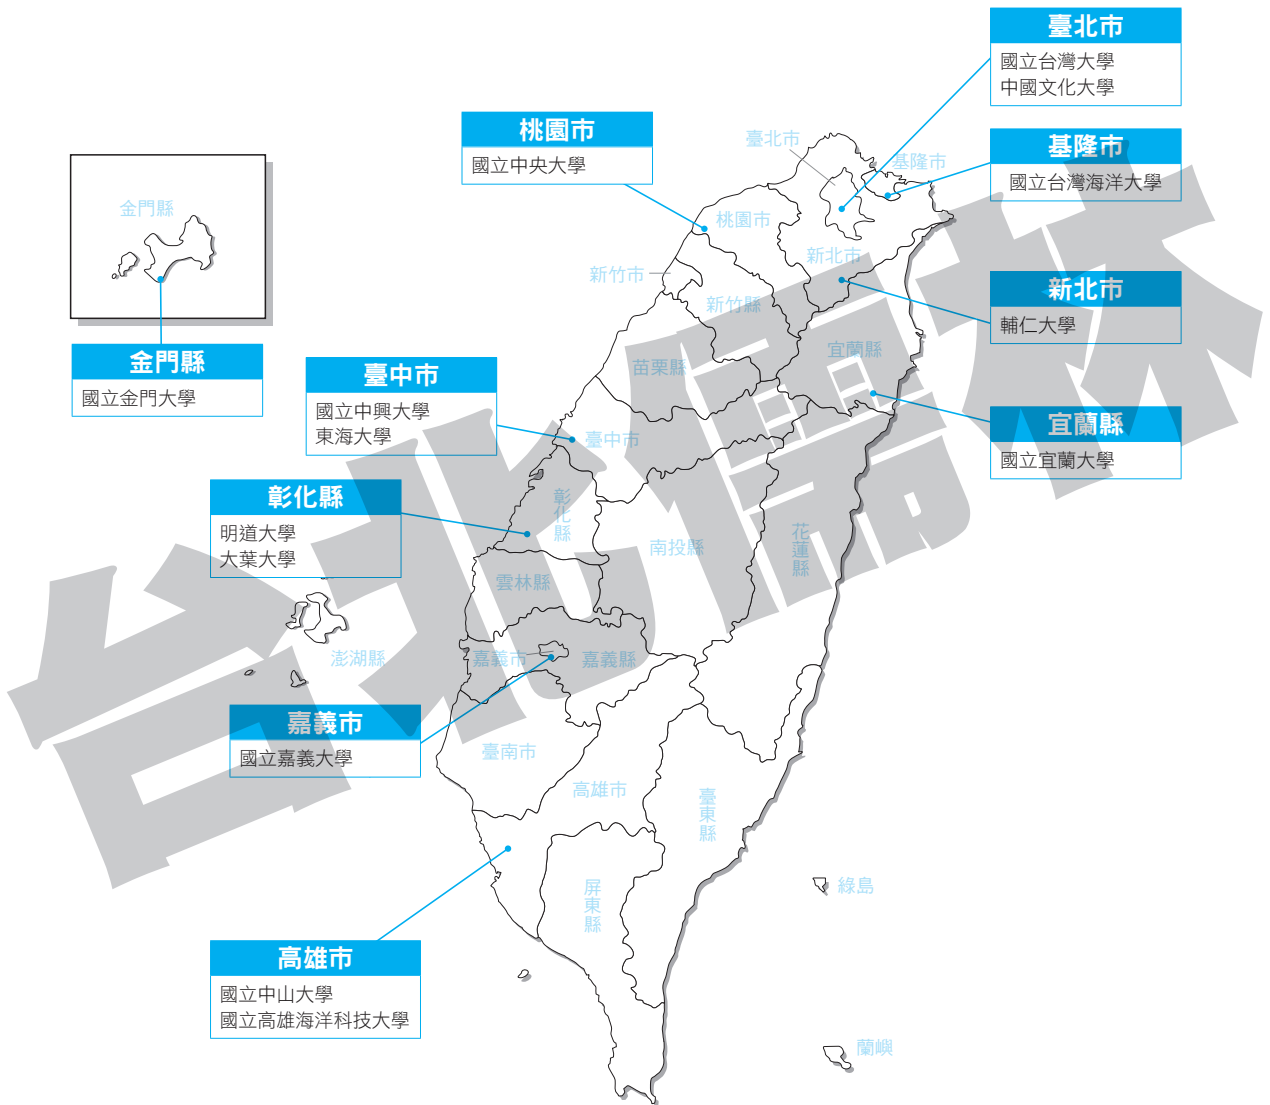 臺北市
國立台灣大學
中國文化大學
桃園市
國立中央大學
基隆市
國立台灣海洋大學
臺北市
基隆市
金門縣
桃園市
新北市
新竹市
新竹縣
新北市
輔仁大學
金門縣
國立金門大學
臺中市
國立中興大學
東海大學
苗栗縣
宜蘭縣
宜蘭縣
國立宜蘭大學
臺中市
彰化縣
明道大學
大葉大學
彰化縣
南投縣
花蓮縣
雲林縣
澎湖縣
嘉義市
嘉義縣
嘉義市
國立嘉義大學
臺南市
高雄市
臺東縣
屏東縣
綠島
高雄市
國立中山大學
國立高雄海洋科技大學
蘭嶼
台北儒林